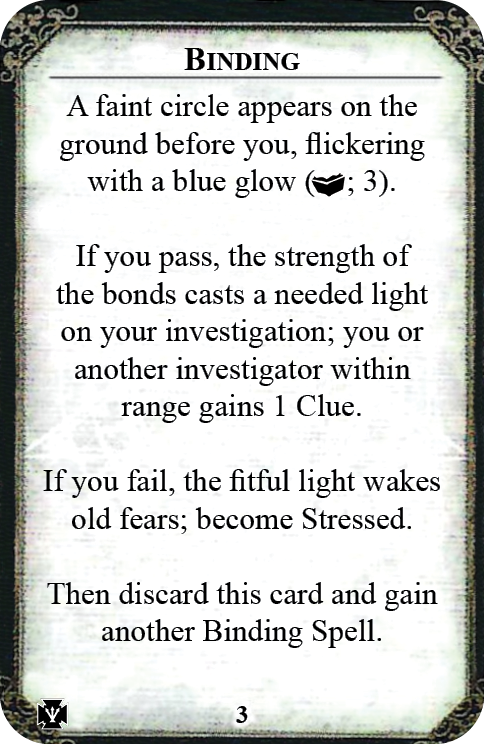 BINDING
A faint circle appears on the
ground before you, flickering
with a blue glow (; 3).
If you pass, the strength of
the bonds casts a needed light
on your investigation; you or
another investigator within
range gains 1 Clue.
If you fail, the fitful light wakes
old fears; become Stressed.
Then discard this card and gain
another Binding Spell.
3